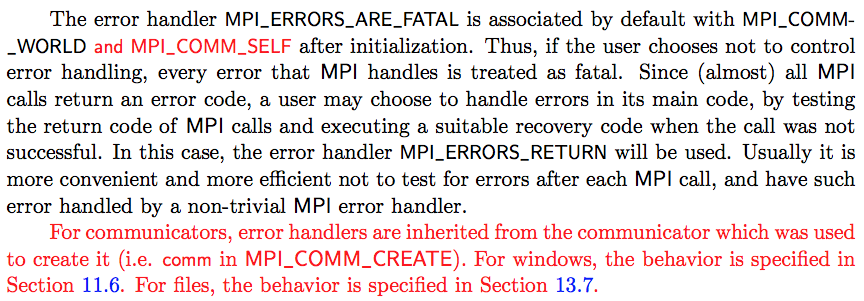 The error handler MPI_ERRORS_ARE_FATAL is associated by default with MPI_COMM-
_WORLD and MPI_COMM_SELF after initialization. Thus, if the user chooses not to control
error handling, every error that MPI handles is treated as fatal. Since (almost) all MPI
calls return an error code, a user may choose to handle errors in its main code, by testing
the return code of MPI calls and executing a suitable recovery code when the call was not
successful. In this case, the error handler MPI_ERRORS_RETURN will be used. Usually it is
more convenient and more efficient not to test for errors after each MPI call, and have such
error handled by a non-trivial MPI error handler.
For communicators, error handlers are inherited from the communicator which was used
to create it (i.e. comm in MPI_COMM_CREATE). For windows, the behavior is specified in
Section 11.6. For files, the behavior is specified in Section 13.7.